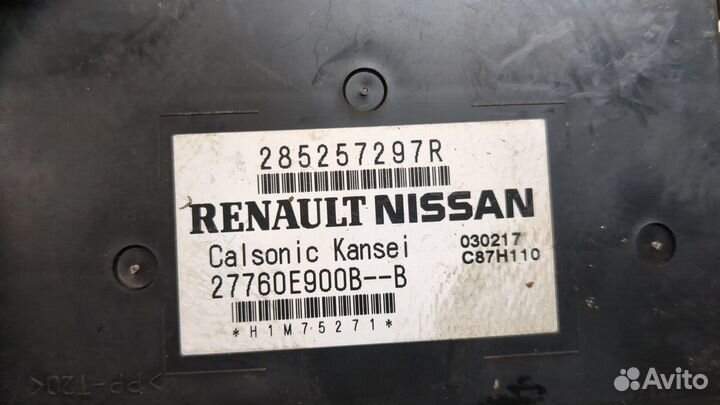 285257297R
RENAULT NISSAN
Calsonic Kansei
27760E900B--B
030217
C87H110
*H1M75271*
>PP-T20<
Avito